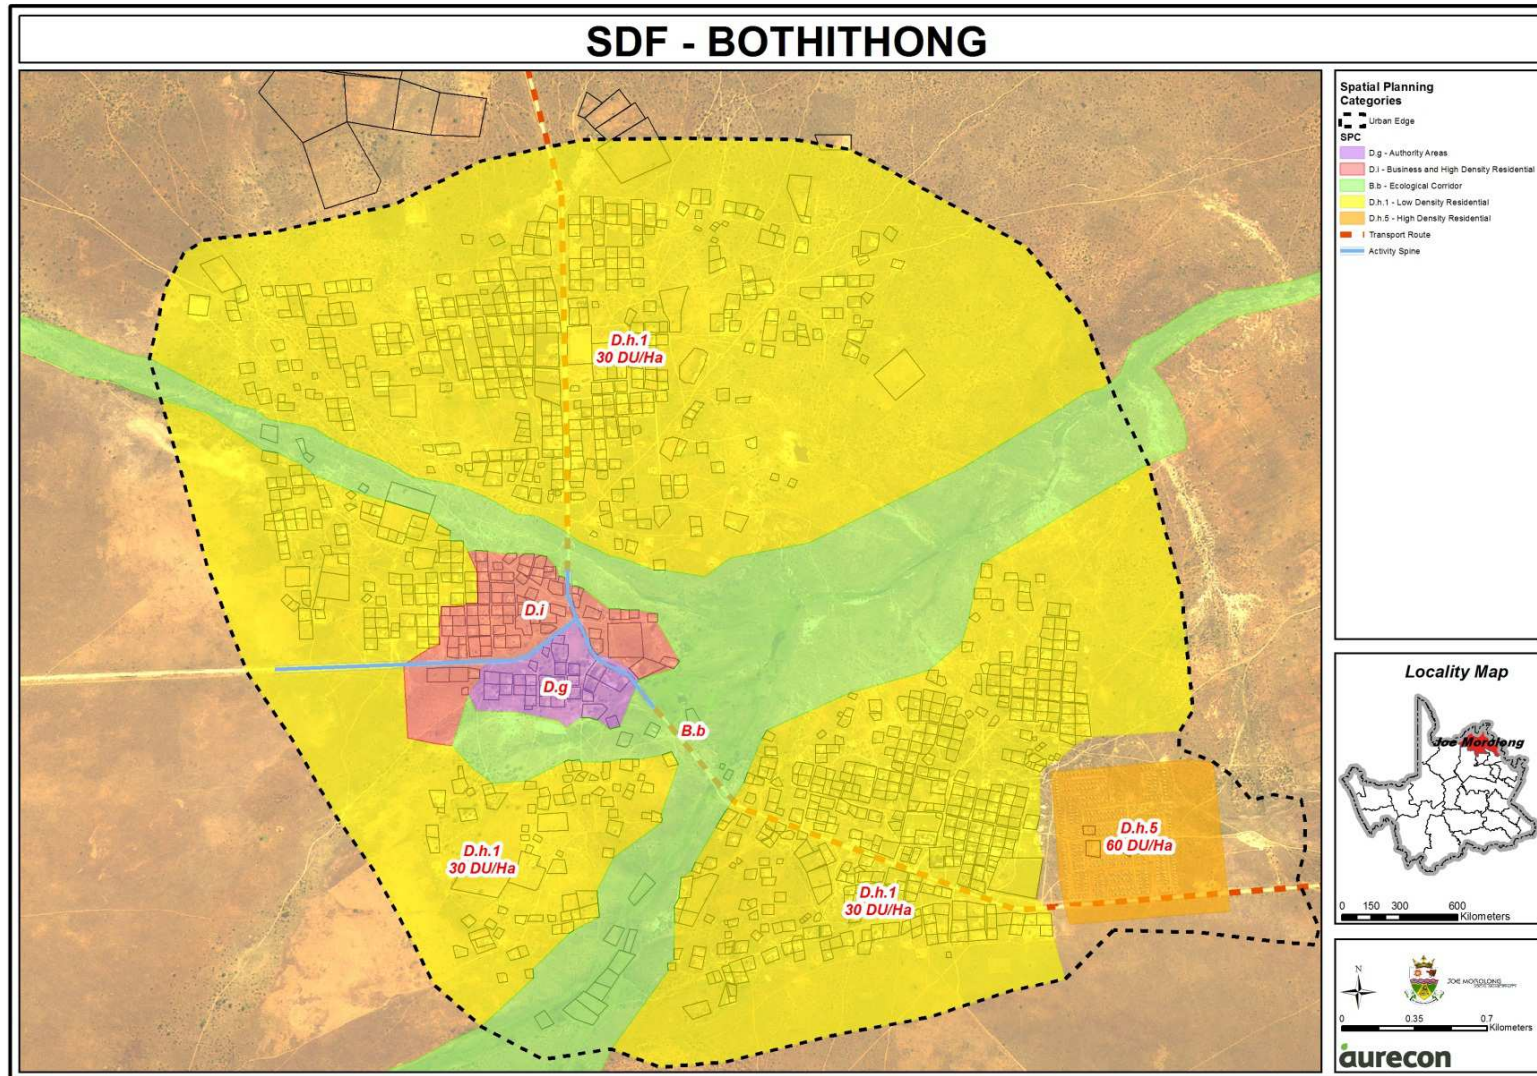 SDF - BOTHITHONG
D.h.1
30 DU/Ha
D.i
D.g
B.b
D.h.1
30 DU/Ha
D.h.1
30 DU/Ha
D.h.5
60 DU/Ha
Spatial Planning
Categories
Urban Edge
SPC
D.g - Authority Areas
D.i - Business and High Density Residential
B.b - Ecological Corridor
D.h.1 - Low Density Residential
D.h.5 - High Density Residential
Transport Route
Activity Spine
Locality Map
Joe Morolong
0 150 300 600
Kilometers
N
JOE MOROLONG
0 0.35 0.7
Kilometers
aurecon